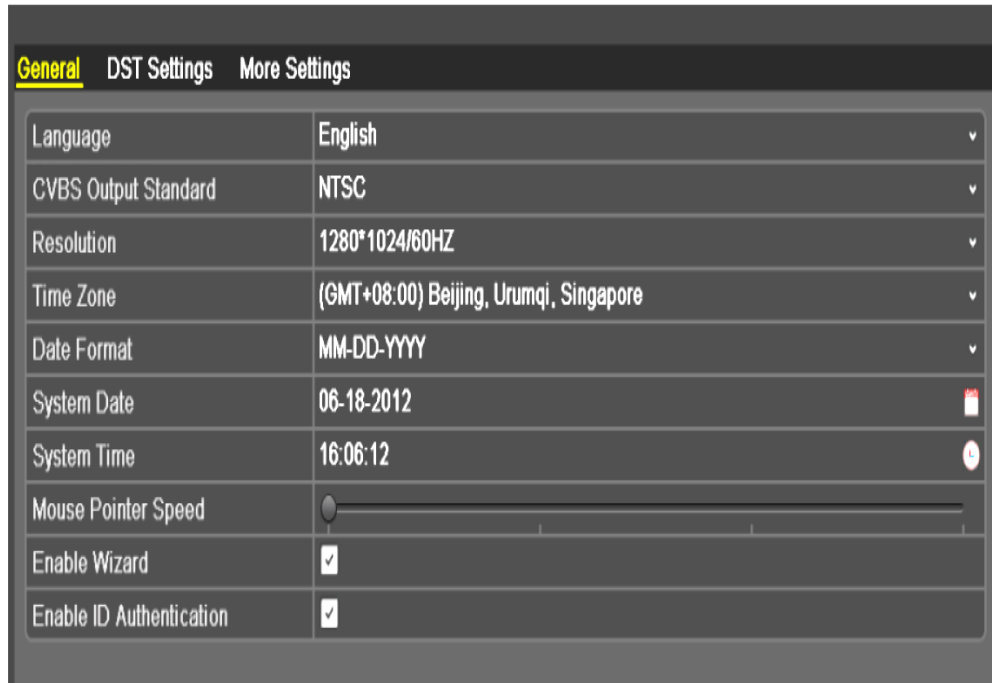 General DST Settings More Settings
Language English
CVBS Output Standard NTSC
Resolution 1280*1024/60HZ
Time Zone (GMT+08:00) Beijing, Urumqi, Singapore
Date Format MM-DD-YYYY
System Date 06-18-2012
System Time 16:06:12
Mouse Pointer Speed
Enable Wizard
Enable ID Authentication